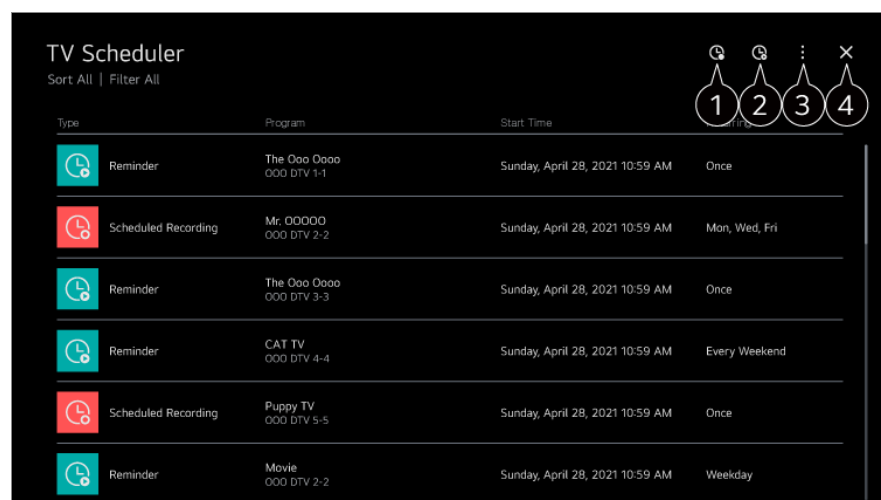 TV Scheduler
Sort All | Filter All
1 2 3 4
Type Program Start Time
Reminder The Ooo Oooo Sunday, April 28, 2021 10:59 AM Once
OOO DTV 1-1
Scheduled Recording Mr. OOOOO Sunday, April 28, 2021 10:59 AM Mon, Wed, Fri
OOO DTV 2-2
Reminder The Ooo Oooo Sunday, April 28, 2021 10:59 AM Once
OOO DTV 3-3
Reminder CAT TV Sunday, April 28, 2021 10:59 AM Every Weekend
OOO DTV 4-4
Scheduled Recording Puppy TV Sunday, April 28, 2021 10:59 AM Once
OOO DTV 5-5
Reminder Movie Sunday, April 28, 2021 10:59 AM Weekday
OOO DTV 2-2